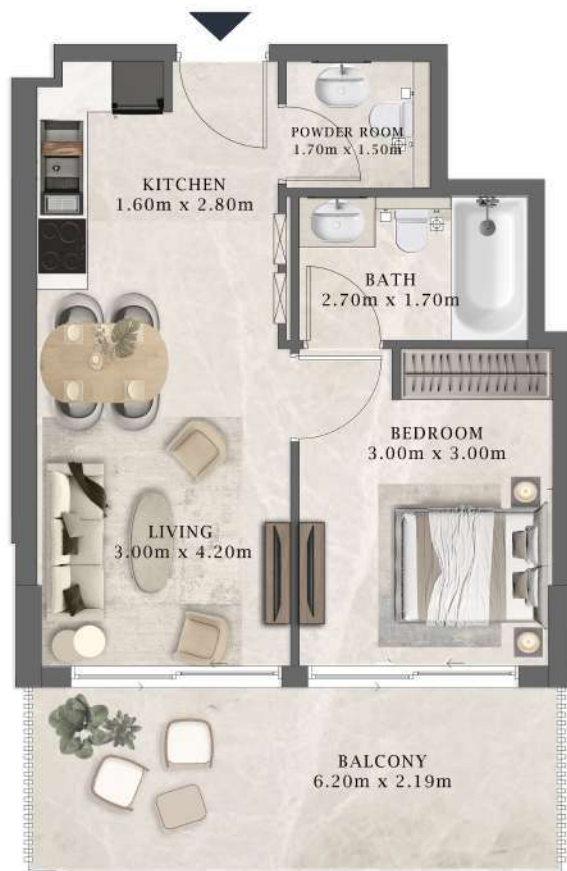 POWDER ROOM
1.70m x 1.50m
KITCHEN
1.60m x 2.80m
BATH
2.70m x 1.70m
BEDROOM
3.00m x 3.00m
LIVING
3.00m x 4.20m
BALCONY
6.20m x 2.19m